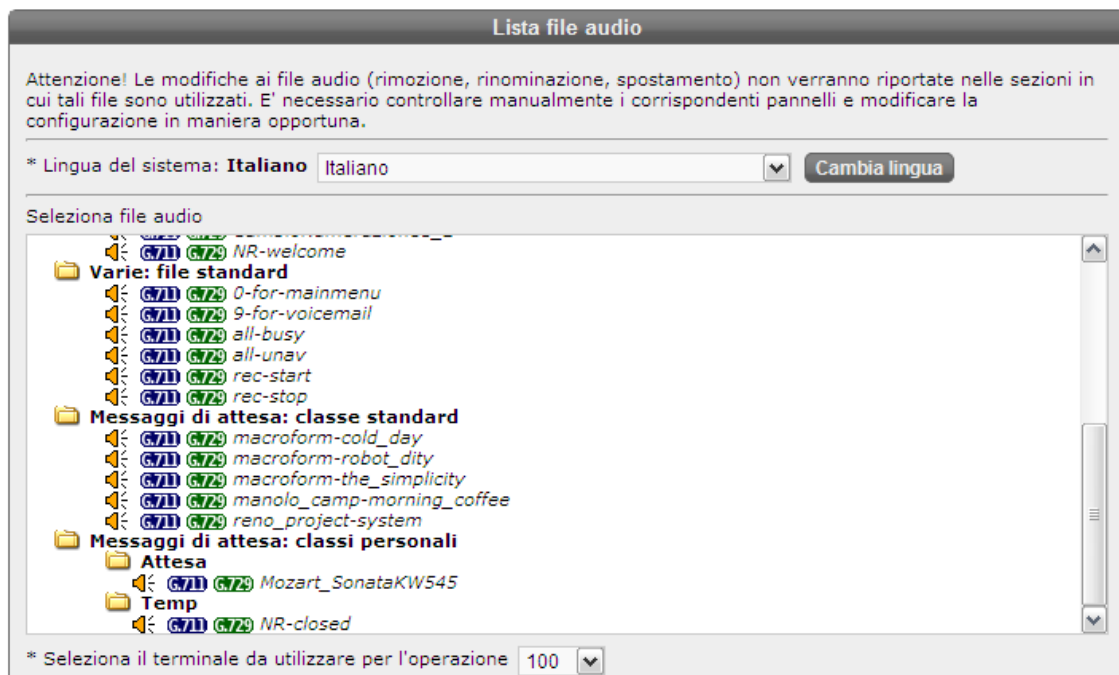 Lista file audio
Attenzione! Le modifiche ai file audio (rimozione, rinominazione, spostamento) non verranno riportate nelle sezioni in
cui tali file sono utilizzati. E' necessario controllare manualmente i corrispondenti pannelli e modificare la
configurazione in maniera opportuna.
* Lingua del sistema: Italiano Italiano Cambia lingua
Seleziona file audio
G.711 G.729 NR-welcome
Varie: file standard
G.711 G.729 0-for-mainmenu
G.711 G.729 9-for-voicemail
G.711 G.729 all-busy
G.711 G.729 all-unav
G.711 G.729 rec-start
G.711 G.729 rec-stop
Messaggi di attesa: classe standard
G.711 G.729 macroform-cold_day
G.711 G.729 macroform-robot_dity
G.711 G.729 macroform-the_simplicity
G.711 G.729 manolo_camp-morning_coffee
G.711 G.729 reno_project-system
Messaggi di attesa: classi personali
Attesa
G.711 G.729 Mozart_SonataKW545
Temp
G.711 G.729 NR-closed
* Seleziona il terminale da utilizzare per l'operazione 100